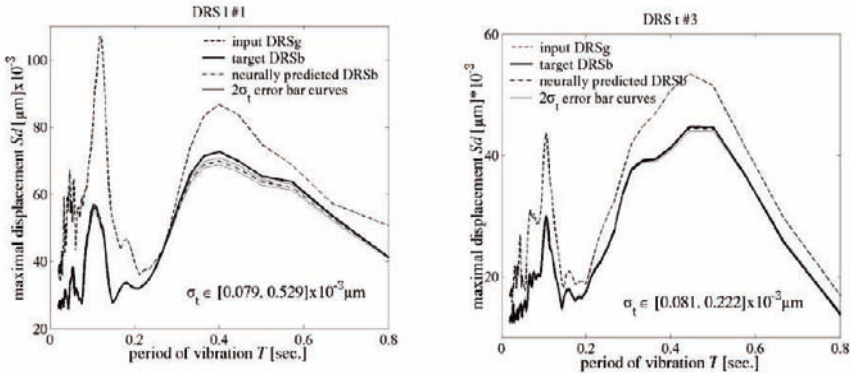 DRS l #1
input DRSg
target DRSb
neurally predicted DRSb
2σt error bar curves
maximal displacement Sd [μm]x10-3
100
80
60
40
20
σt ∈ [0.079, 0.529]x10-3μm
0
0.2
0.4
0.6
0.8
period of vibration T [sec.]
DRS t #3
input DRSg
target DRSb
neurally predicted DRSb
2σt error bar curves
maximal displacement Sd [μm]*10-3
60
40
20
σt ∈ [0.081, 0.222]x10-3μm
0
0.2
0.4
0.6
0.8
period of vibration T [sec.]